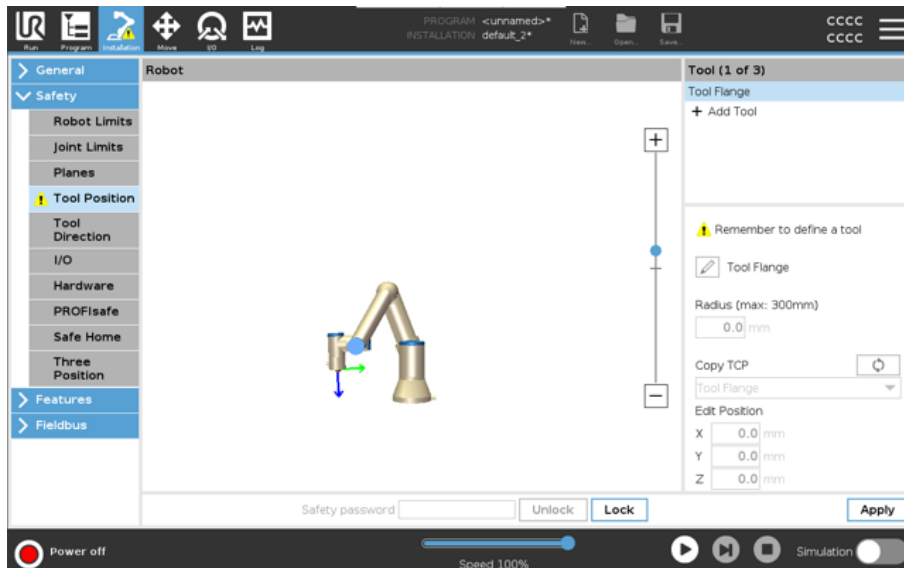 PROGRAM <unnamed>*
INSTALLATION default_2*
cccc
cccc
Run
Program
Installation
Move
I/O
Log
New...
Open...
Save...
General
Safety
Robot Limits
Joint Limits
Planes
Tool Position
Tool
Direction
I/O
Hardware
PROFIsafe
Safe Home
Three
Position
Features
Fieldbus
Robot
+
−
Tool (1 of 3)
Tool Flange
+ Add Tool
Remember to define a tool
Tool Flange
Radius (max: 300mm)
0.0 mm
Copy TCP
Tool Flange
Edit Position
X 0.0 mm
Y 0.0 mm
Z 0.0 mm
Safety password
Unlock
Lock
Apply
Power off
Speed 100%
Simulation